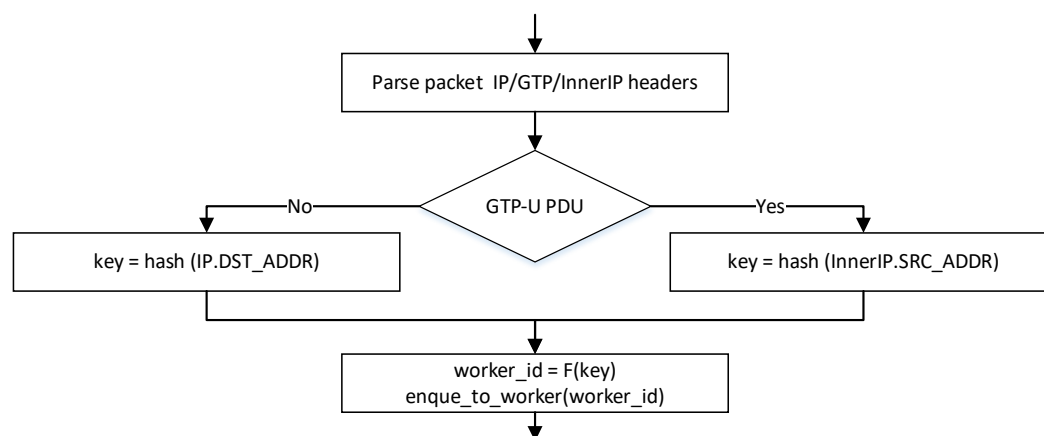 Parse packet  IP/GTP/InnerIP headers
GTP-U PDU
No
Yes
key = hash (IP.DST_ADDR)
key = hash (InnerIP.SRC_ADDR)
worker_id = F(key)
enque_to_worker(worker_id)